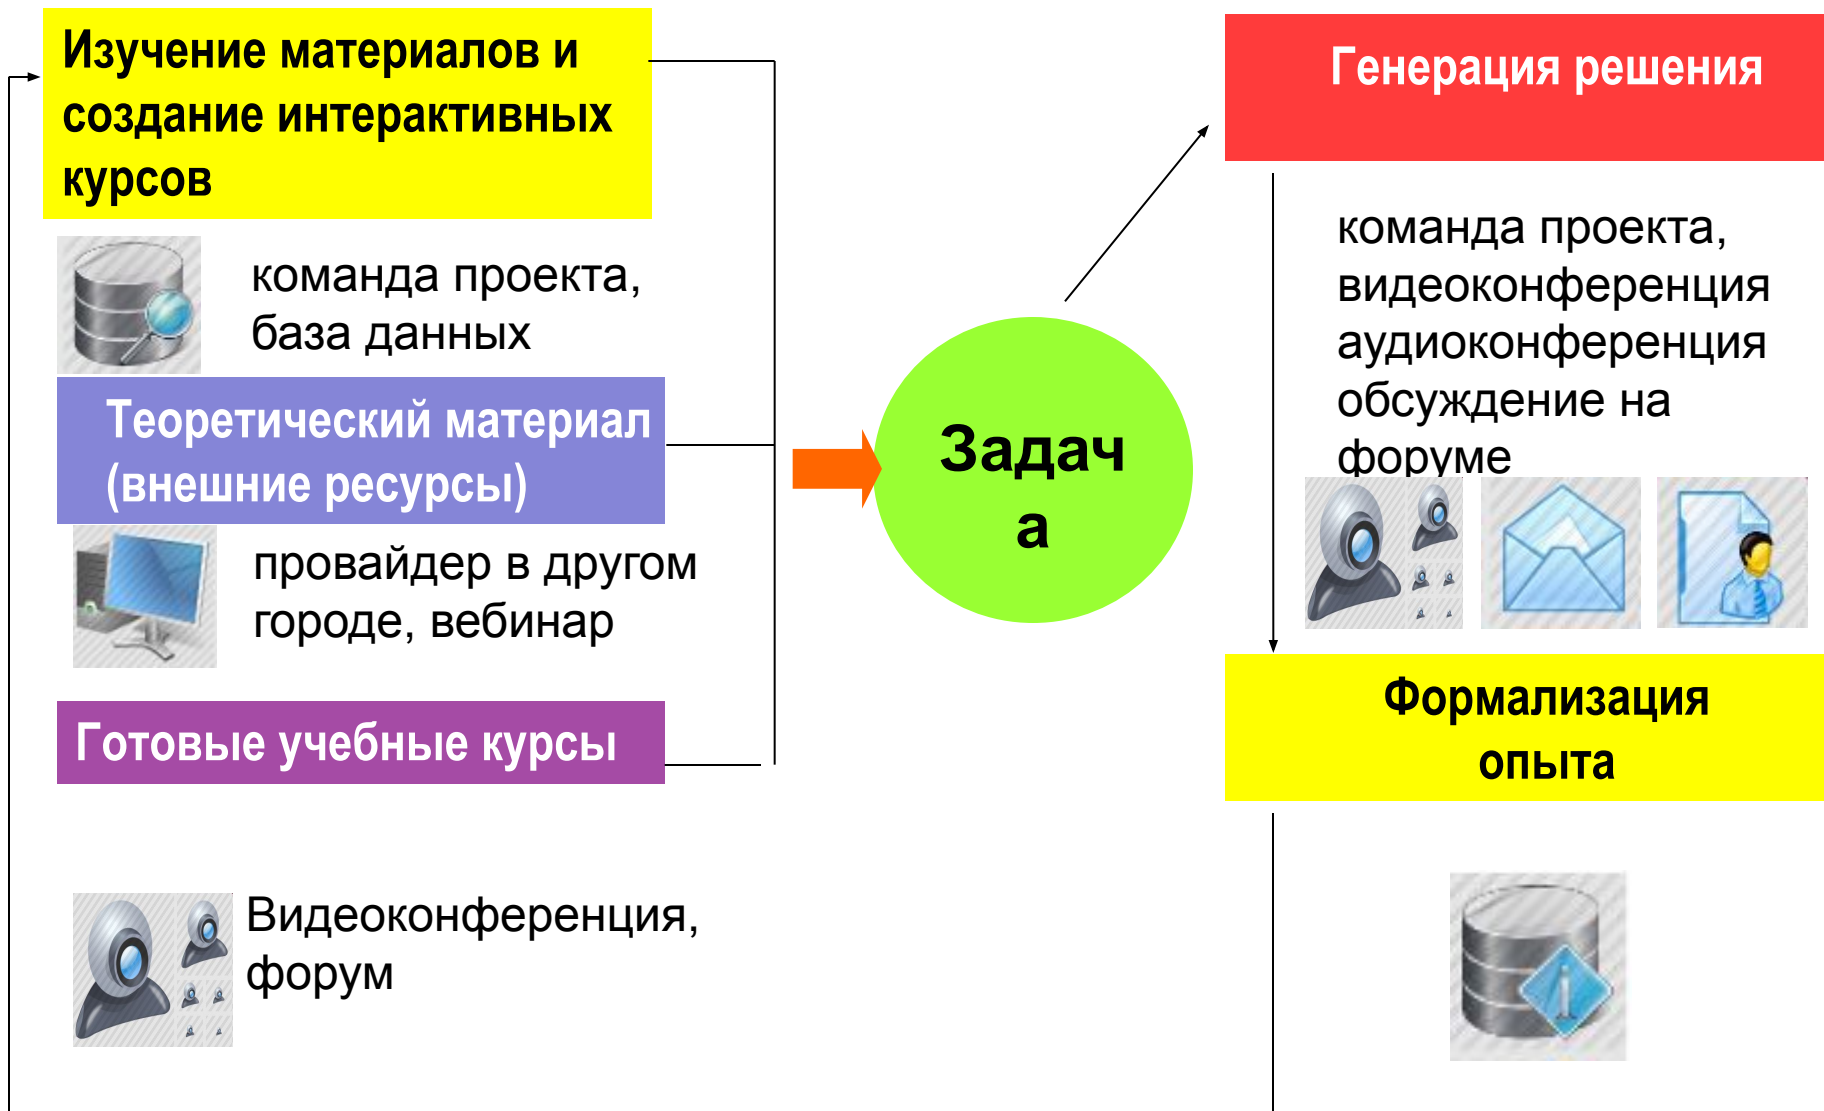 Изучение материалов и
создание интерактивных
курсов
команда проекта,
база данных
Теоретический материал
(внешние ресурсы)
провайдер в другом
городе, вебинар
Готовые учебные курсы
Видеоконференция,
форум
Задач
а
Генерация решения
команда проекта,
видеоконференция
аудиоконференция
обсуждение на
форуме
Формализация
опыта